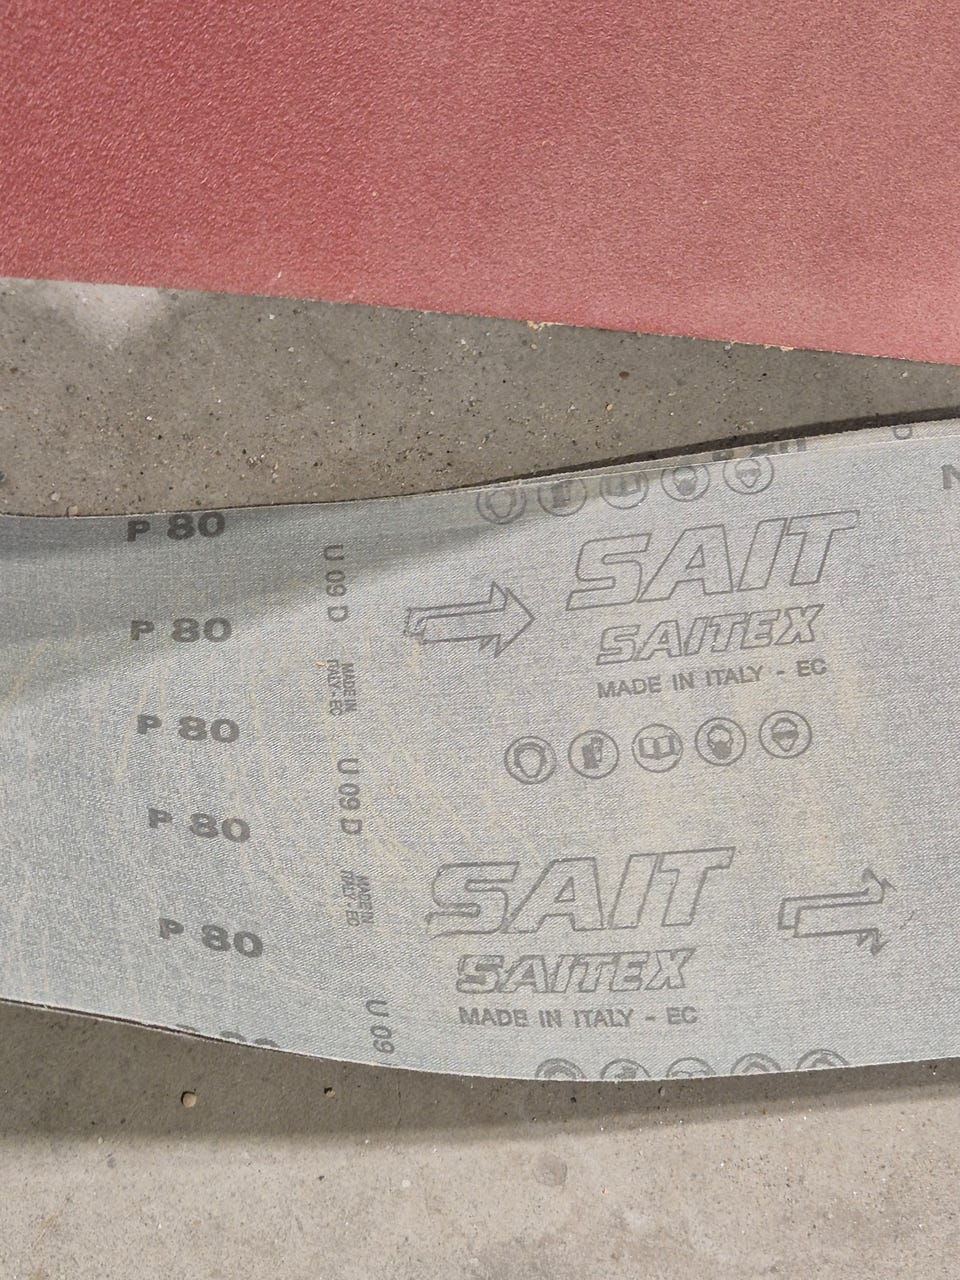 P 80
P 80
P 80
P 80
P 80
U 09 D
MADE IN
ITALY-EC
U 09 D
MADE IN
ITALY-EC
U 09
SAIT
SAITEX
MADE IN ITALY - EC
SAIT
SAITEX
MADE IN ITALY - EC